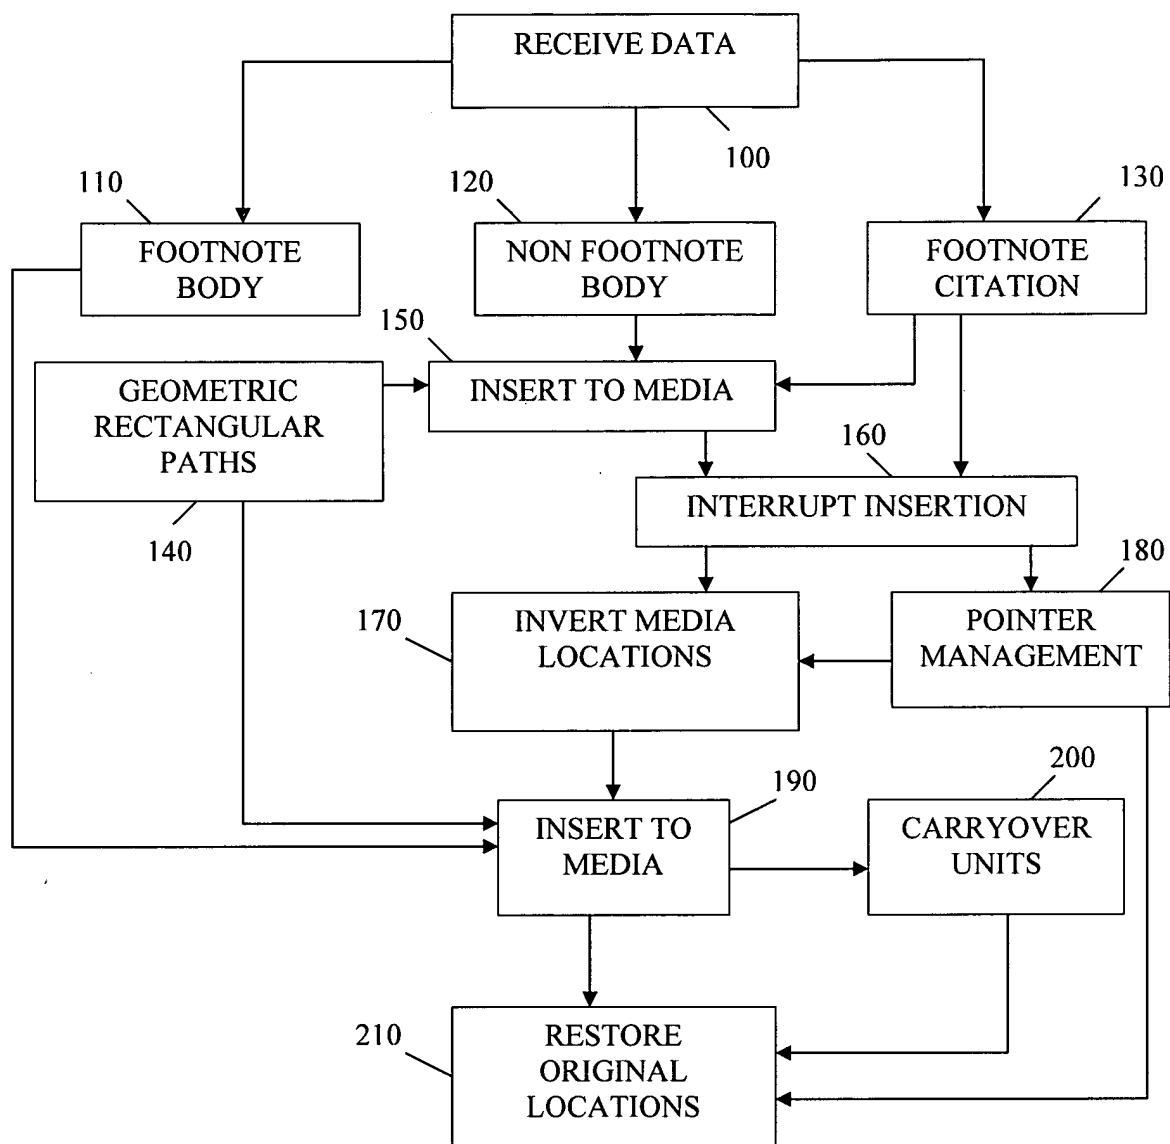 RECEIVE DATA
100
110
120
130
FOOTNOTE
BODY
NON FOOTNOTE
BODY
FOOTNOTE
CITATION
150
GEOMETRIC
RECTANGULAR
PATHS
INSERT TO MEDIA
160
INTERRUPT INSERTION
140
180
170
INVERT MEDIA
LOCATIONS
POINTER
MANAGEMENT
190
200
INSERT TO
MEDIA
CARRYOVER
UNITS
210
RESTORE
ORIGINAL
LOCATIONS